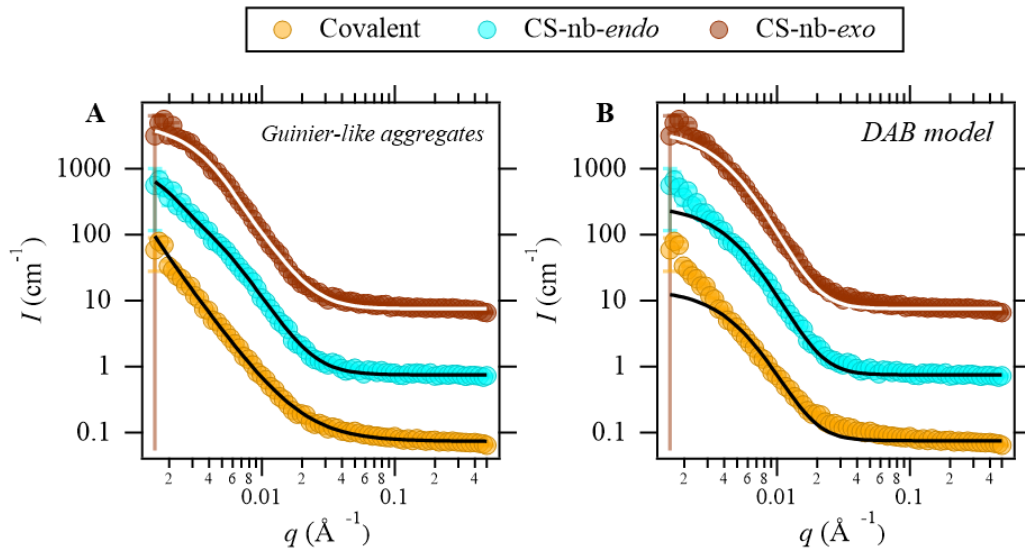 Covalent CS-nb-endo CS-nb-exo
A Guinier-like aggregates
1000
100
10
1
0.1
I (cm⁻¹)
2 4 6 8 2 4 6 8 2 4
0.01 0.1
q (Å ⁻¹)
B DAB model
1000
100
10
1
0.1
I (cm⁻¹)
2 4 6 8 2 4 6 8 2 4
0.01 0.1
q (Å ⁻¹)